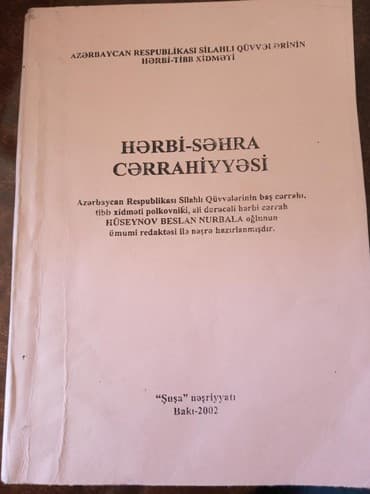 AZƏRBAYCAN RESPUBLİKASI SİLAHLI QÜVVƏLƏRİNİN
HƏRBİ-TİBB XİDMƏTİ
HƏRBİ-SƏHRA
CƏRRAHİYYƏSİ
Azərbaycan Respublikası Silahlı Qüvvələrinin baş cərrahı,
tibb xidməti polkovniki, ali dərəcəli hərbi cərrah
HÜSEYNOV BESLAN NURBALA oğlunun
ümumi redaktəsi ilə nəşrə hazırlanmışdır.
"Şuşa" nəşriyyatı
Bakı-2002